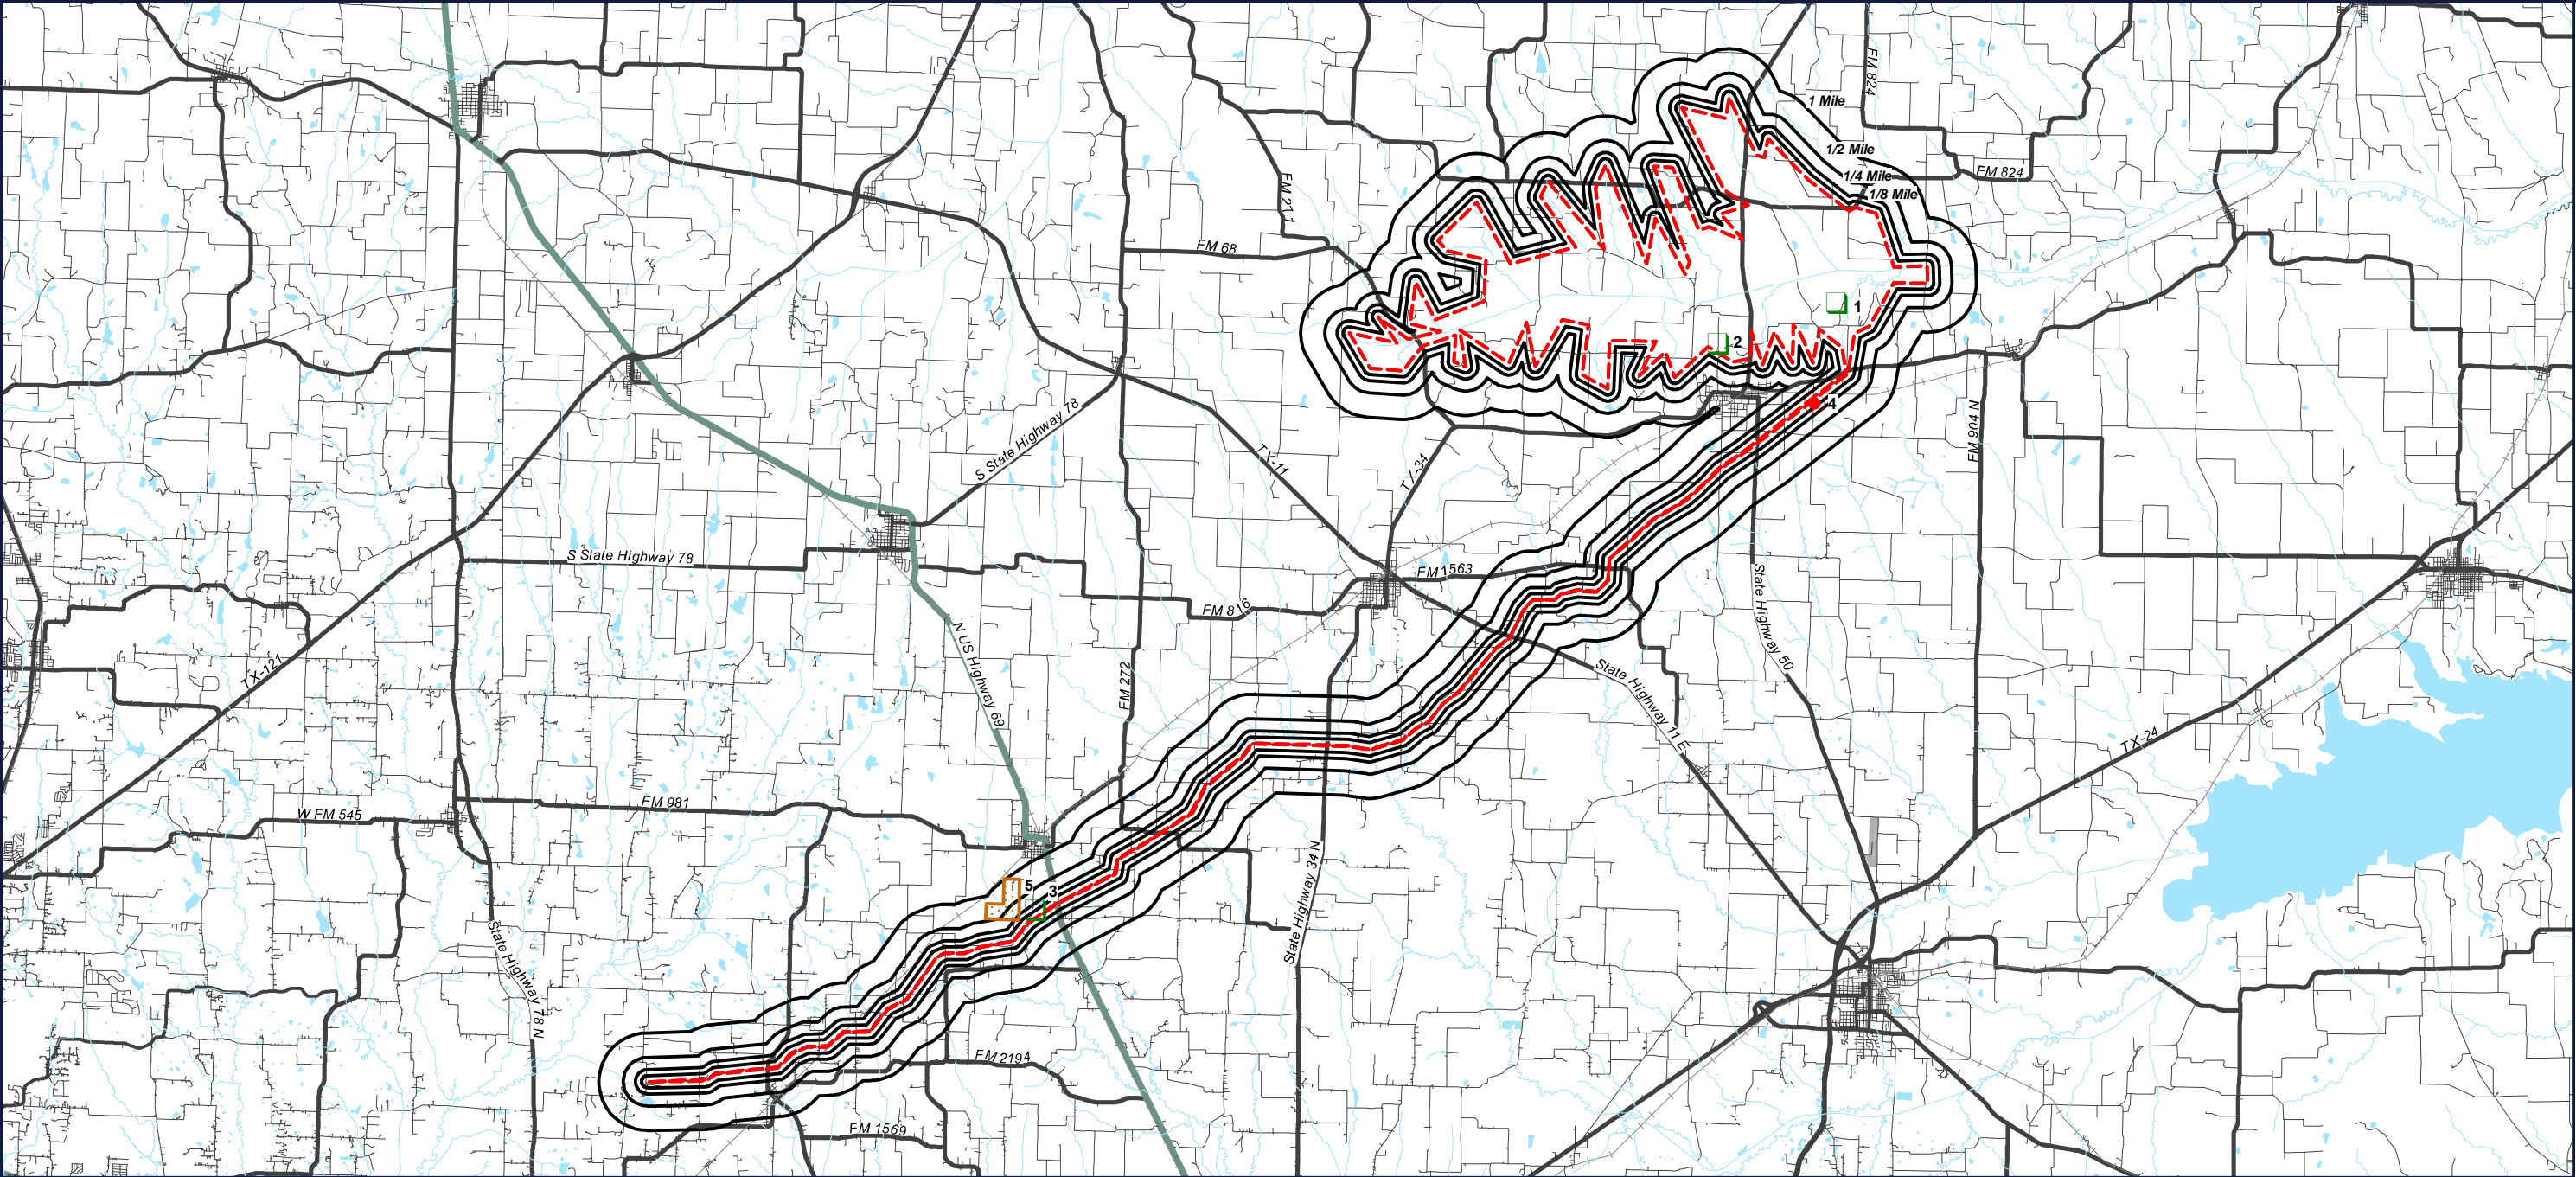 FM 824
1 Mile
1/2 Mile
1/4 Mile
FM 824
1/8 Mile
FM 211
FM 68
1
2
4
S State Highway 78
FM 904 N
TX-11
TX-34
S State Highway 78
FM 1563
FM 816
State Highway 50
N US Highway 69
TX-121
FM 272
State Highway 11 E
TX-24
FM 981
W FM 545
State Highway 34 N
5
3
State Highway 78 N
FM 2194
FM 1569